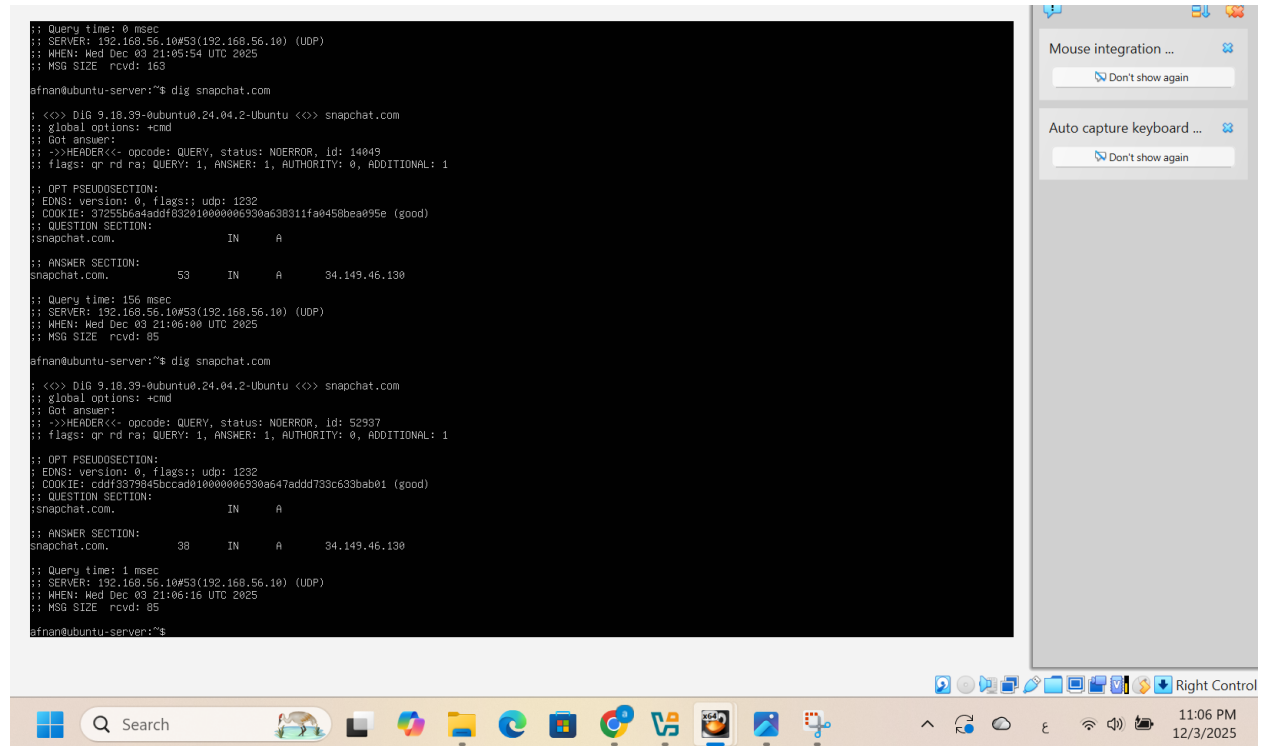 ;; Query time: 0 msec
;; SERVER: 192.168.56.10#53(192.168.56.10) (UDP)
;; WHEN: Wed Dec 03 21:05:54 UTC 2025
;; MSG SIZE  rcvd: 163
afnan@ubuntu-server:~$ dig snapchat.com
; <<>> DiG 9.18.39-0ubuntu0.24.04.2-Ubuntu <<>> snapchat.com
;; global options: +cmd
;; Got answer:
;; ->>HEADER<<- opcode: QUERY, status: NOERROR, id: 14049
;; flags: qr rd ra; QUERY: 1, ANSWER: 1, AUTHORITY: 0, ADDITIONAL: 1
;; OPT PSEUDOSECTION:
; EDNS: version: 0, flags:; udp: 1232
; COOKIE: 37255b6a4addf832010000006930a638311fa0458bea095e (good)
;; QUESTION SECTION:
;snapchat.com. IN A
;; ANSWER SECTION:
snapchat.com. 53 IN A 34.149.46.130
;; Query time: 156 msec
;; SERVER: 192.168.56.10#53(192.168.56.10) (UDP)
;; WHEN: Wed Dec 03 21:06:00 UTC 2025
;; MSG SIZE  rcvd: 85
afnan@ubuntu-server:~$ dig snapchat.com
; <<>> DiG 9.18.39-0ubuntu0.24.04.2-Ubuntu <<>> snapchat.com
;; global options: +cmd
;; Got answer:
;; ->>HEADER<<- opcode: QUERY, status: NOERROR, id: 52937
;; flags: qr rd ra; QUERY: 1, ANSWER: 1, AUTHORITY: 0, ADDITIONAL: 1
;; OPT PSEUDOSECTION:
; EDNS: version: 0, flags:; udp: 1232
; COOKIE: cddf3379845bccad010000006930a647addd733c633bab01 (good)
;; QUESTION SECTION:
;snapchat.com. IN A
;; ANSWER SECTION:
snapchat.com. 38 IN A 34.149.46.130
;; Query time: 1 msec
;; SERVER: 192.168.56.10#53(192.168.56.10) (UDP)
;; WHEN: Wed Dec 03 21:06:16 UTC 2025
;; MSG SIZE  rcvd: 85
afnan@ubuntu-server:~$
Mouse integration ...
Don't show again
Auto capture keyboard ...
Don't show again
Right Control
Search
ع
11:06 PM
12/3/2025